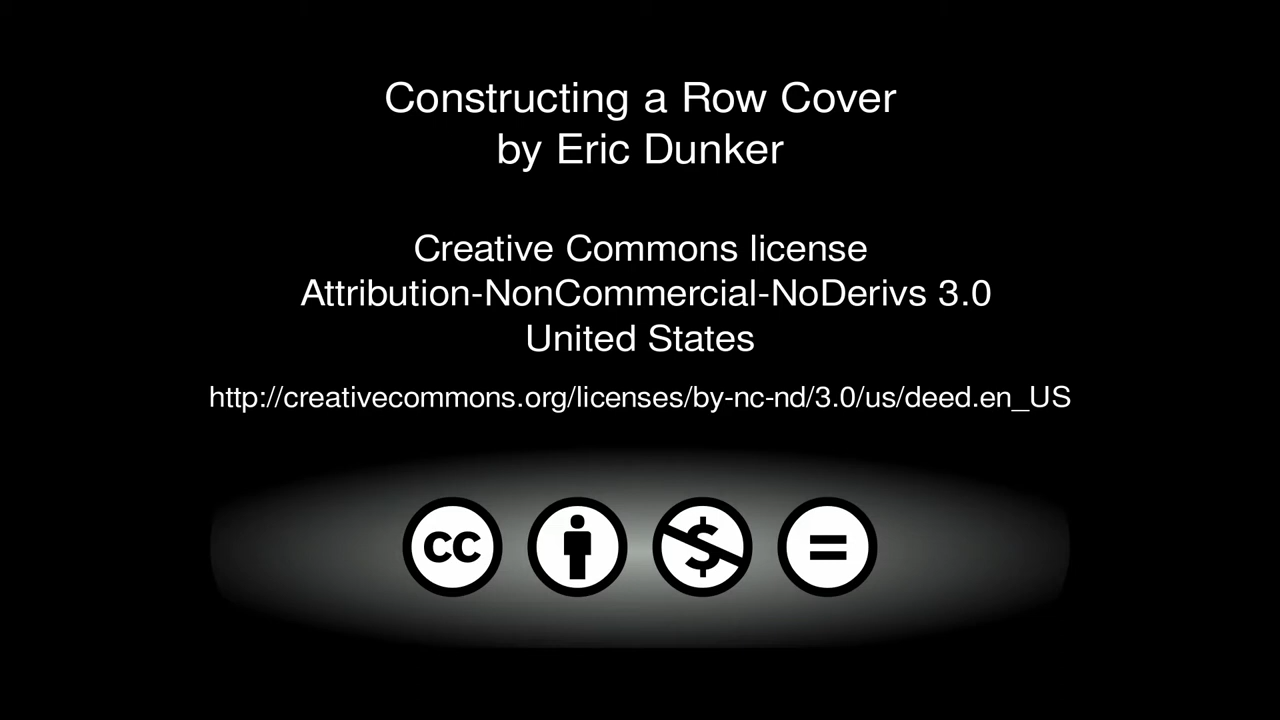 Constructing a Row Cover
by Eric Dunker
Creative Commons license
Attribution-NonCommercial-NoDerivs 3.0
United States
http://creativecommons.org/licenses/by-nc-nd/3.0/us/deed.en_US
cc $ =